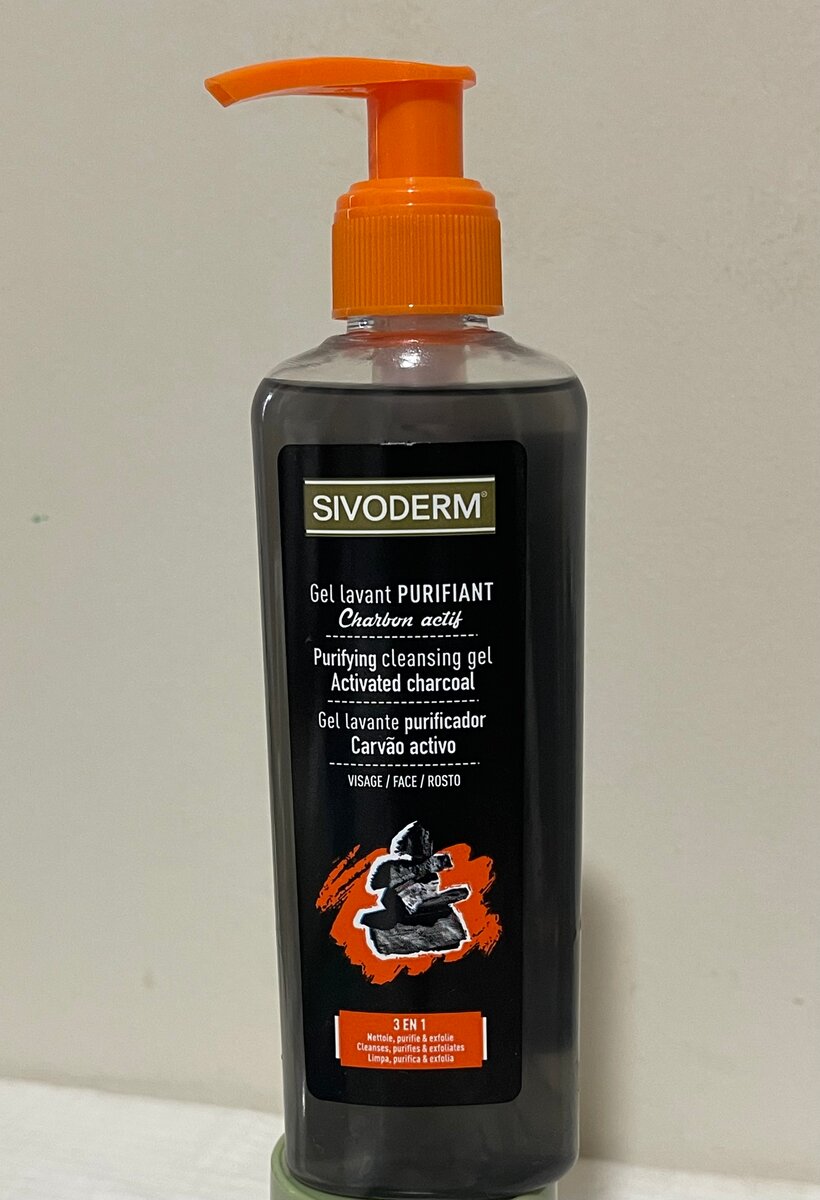 SIVODERM®
Gel lavant PURIFIANT
Charbon actif
Purifying cleansing gel
Activated charcoal
Gel lavante purificador
Carvão activo
VISAGE / FACE / ROSTO
3 EN 1
Nettoie, purifie & exfolie
Cleanses, purifies & exfoliates
Limpa, purifica & exfolia